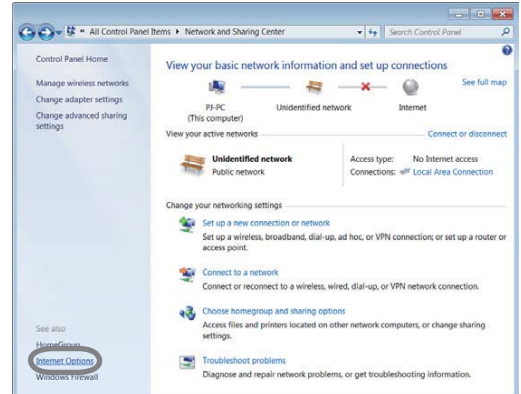 All Control Panel Items
Network and Sharing Center
Search Control Panel
Control Panel Home
Manage wireless networks
Change adapter settings
Change advanced sharing
settings
See also
HomeGroup
Internet Options
Windows Firewall
View your basic network information and set up connections
See full map
PJ-PC
(This computer)
Unidentified network
Internet
View your active networks
Connect or disconnect
Unidentified network
Public network
Access type: No Internet access
Connections: Local Area Connection
Change your networking settings
Set up a new connection or network
Set up a wireless, broadband, dial-up, ad hoc, or VPN connection; or set up a router or
access point.
Connect to a network
Connect or reconnect to a wireless, wired, dial-up, or VPN network connection.
Choose homegroup and sharing options
Access files and printers located on other network computers, or change sharing
settings.
Troubleshoot problems
Diagnose and repair network problems, or get troubleshooting information.